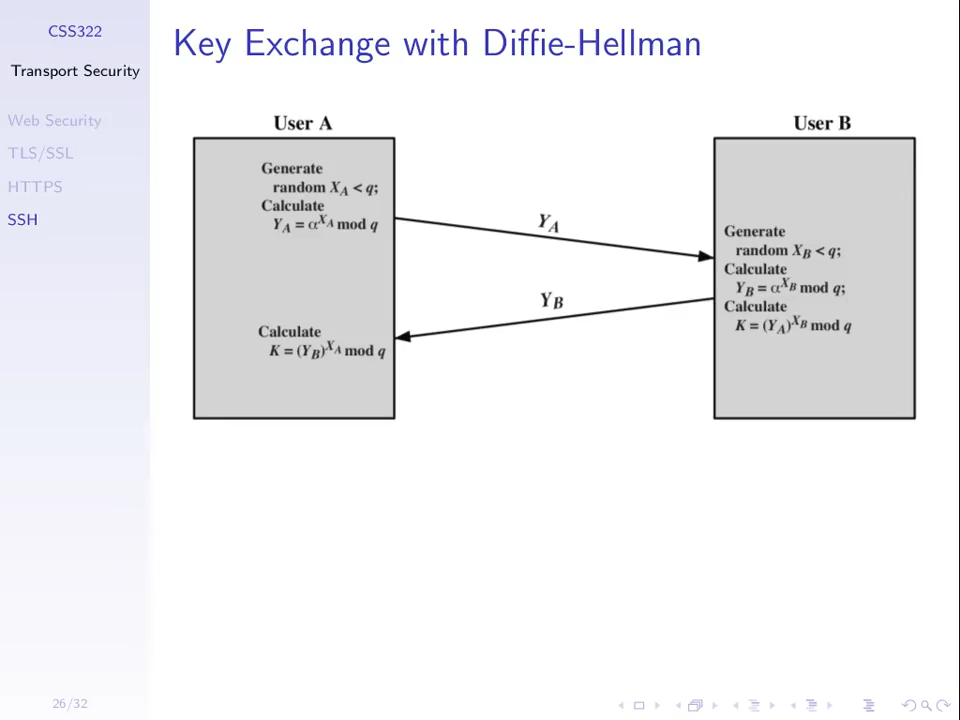 CSS322
Transport Security
Web Security
TLS/SSL
HTTPS
SSH
26/32
Key Exchange with Diffie-Hellman
User A
Generate
random X_A < q;
Calculate
Y_A = α^{X_A} mod q
Calculate
K = (Y_B)^{X_A} mod q
Y_A
Y_B
User B
Generate
random X_B < q;
Calculate
Y_B = α^{X_B} mod q;
Calculate
K = (Y_A)^{X_B} mod q